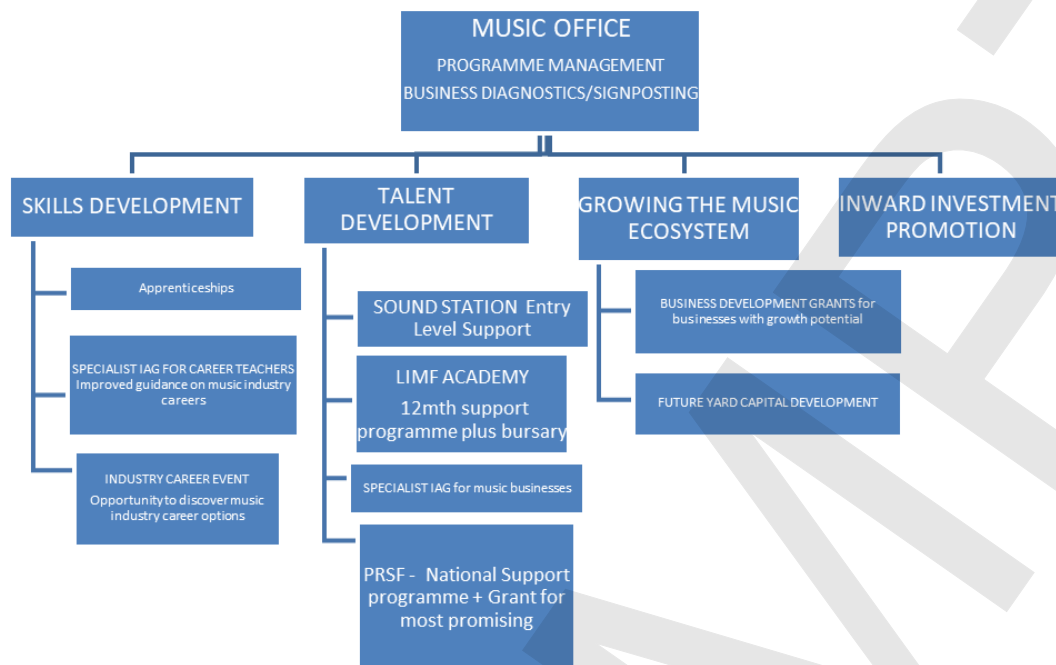 MUSIC OFFICE
PROGRAMME MANAGEMENT
BUSINESS DIAGNOSTICS/SIGNPOSTING
SKILLS DEVELOPMENT
Apprenticeships
SPECIALIST IAG FOR CAREER TEACHERS
Improved guidance on music industry
careers
INDUSTRY CAREER EVENT
Opportunity to discover music
industry career options
TALENT
DEVELOPMENT
SOUND STATION Entry
Level Support
LIMF ACADEMY
12mth support
programme plus bursary
SPECIALIST IAG for music businesses
PRSF - National Support
programme + Grant for
most promising
GROWING THE MUSIC
ECOSYSTEM
BUSINESS DEVELOPMENT GRANTS for
businesses with growth potential
FUTURE YARD CAPITAL DEVELOPMENT
INWARD INVESTMENT
PROMOTION